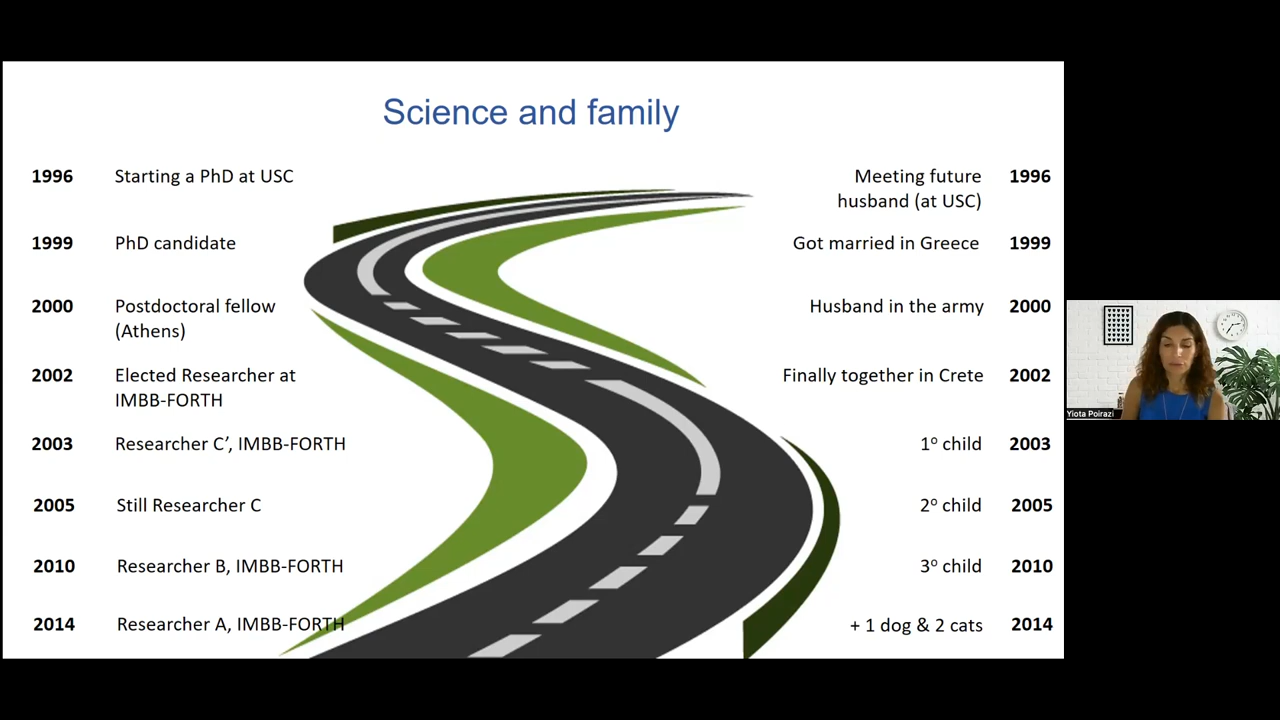 Science and family
1996 Starting a PhD at USC
Meeting future 1996
husband (at USC)
1999 PhD candidate
Got married in Greece 1999
2000 Postdoctoral fellow
(Athens)
Husband in the army 2000
2002 Elected Researcher at
IMBB-FORTH
Finally together in Crete 2002
2003 Researcher C’, IMBB-FORTH
1º child 2003
2005 Still Researcher C
2º child 2005
2010 Researcher B, IMBB-FORTH
3º child 2010
2014 Researcher A, IMBB-FORTH
+ 1 dog & 2 cats 2014
Yiota Poirazi